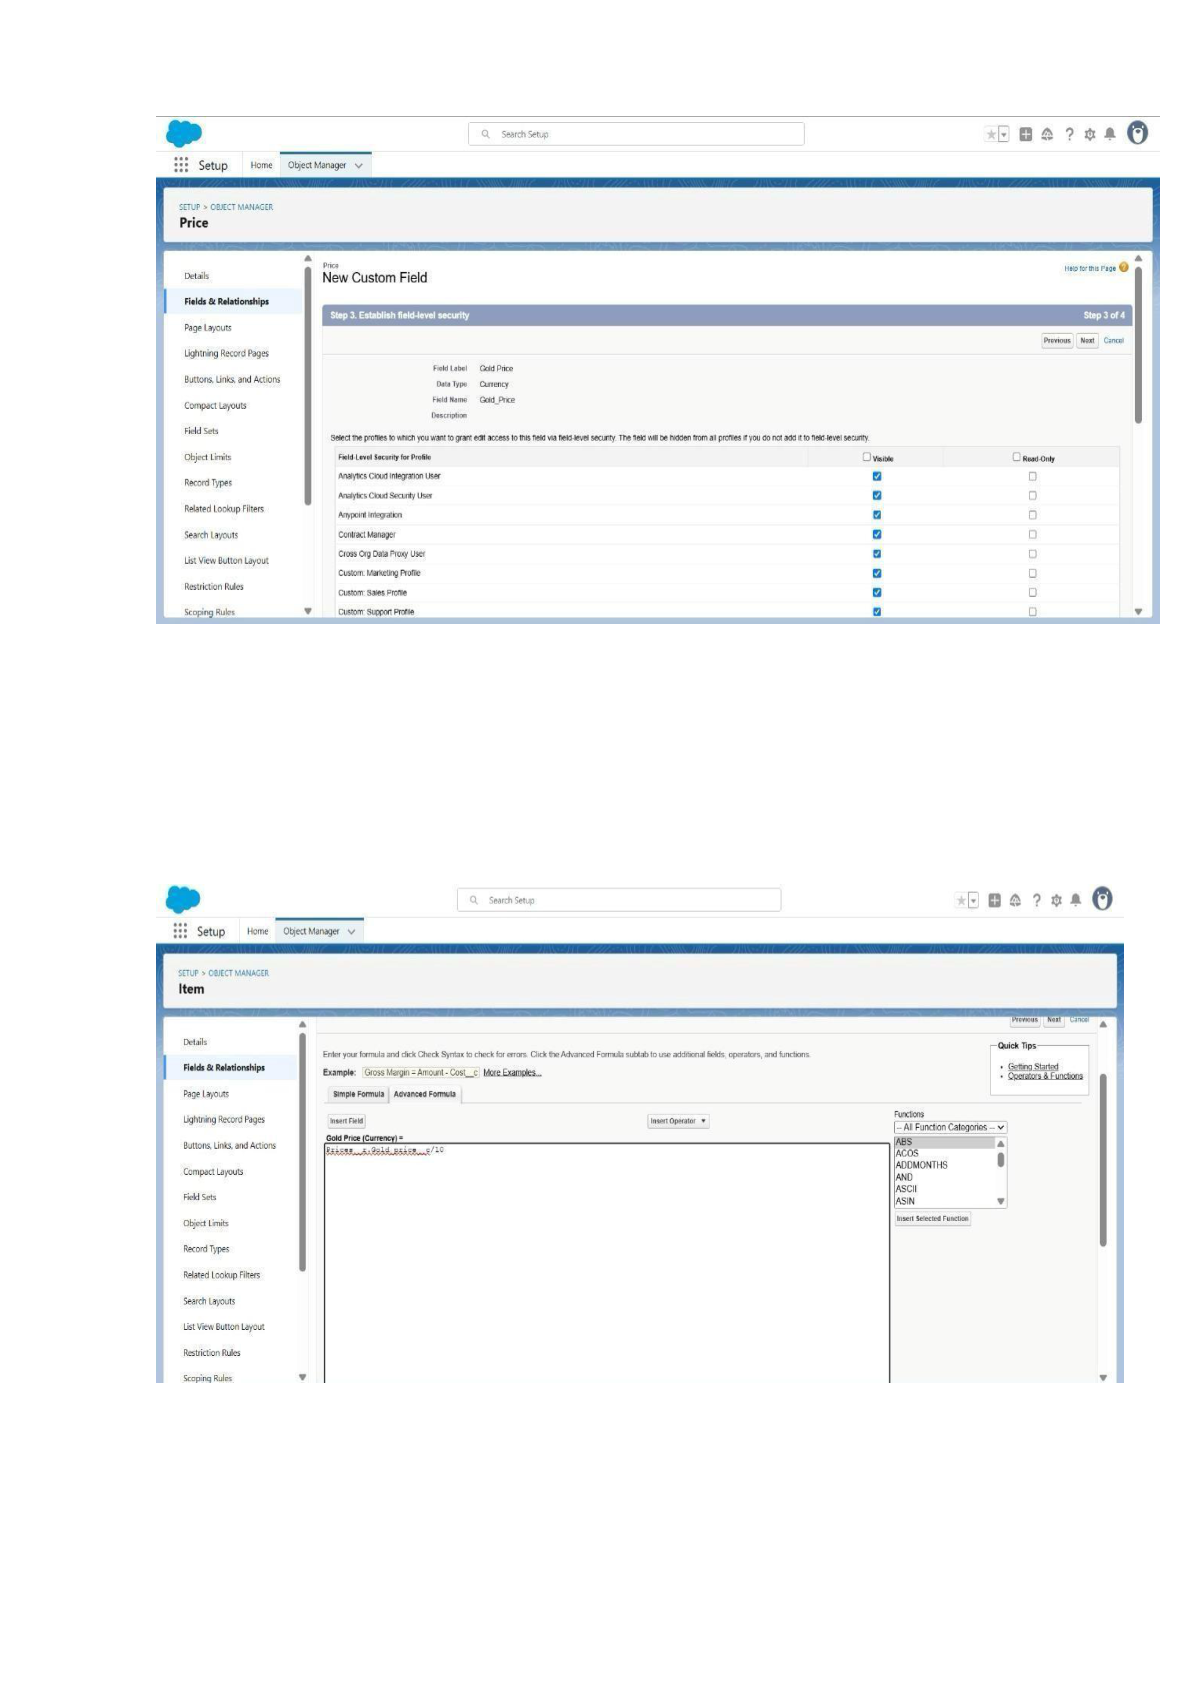 Search Setup
Setup Home Object Manager
SETUP > OBJECT MANAGER
Price
Details
Fields & Relationships
Page Layouts
Lightning Record Pages
Buttons, Links, and Actions
Compact Layouts
Field Sets
Object Limits
Record Types
Related Lookup Filters
Search Layouts
List View Button Layout
Restriction Rules
Scoping Rules
Price
New Custom Field
Help for this Page
Step 3. Establish field-level security Step 3 of 4
Previous Next Cancel
Field Label Gold Price
Data Type Currency
Field Name Gold_Price
Description
Select the profiles to which you want to grant edit access to this field via field-level security. The field will be hidden from all profiles if you do not add it to field-level security.
Field-Level Security for Profile Visible Read-Only
Analytics Cloud Integration User
Analytics Cloud Security User
Anypoint Integration
Contract Manager
Cross Org Data Proxy User
Custom: Marketing Profile
Custom: Sales Profile
Custom: Support Profile
Search Setup
Setup Home Object Manager
SETUP > OBJECT MANAGER
Item
Details
Fields & Relationships
Page Layouts
Lightning Record Pages
Buttons, Links, and Actions
Compact Layouts
Field Sets
Object Limits
Record Types
Related Lookup Filters
Search Layouts
List View Button Layout
Restriction Rules
Scoping Rules
Previous Next Cancel
Enter your formula and click Check Syntax to check for errors. Click the Advanced Formula subtab to use additional fields, operators, and functions.
Example: Gross Margin = Amount - Cost__c More Examples...
Quick Tips
• Getting Started
• Operators & Functions
Simple Formula Advanced Formula
Insert Field Insert Operator
Gold Price (Currency) =
Prices__r.Gold_price__c/10
Functions
-- All Function Categories --
ABS
ACOS
ADDMONTHS
AND
ASCII
ASIN
Insert Selected Function